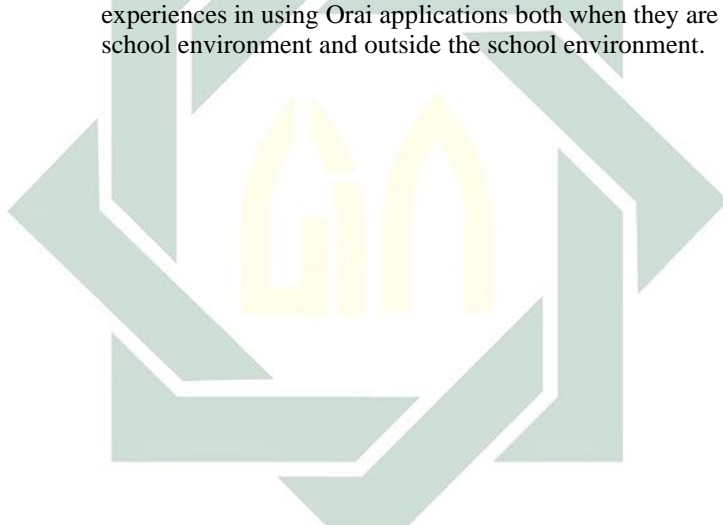 experiences in using Orai applications both when they are
school environment and outside the school environment.